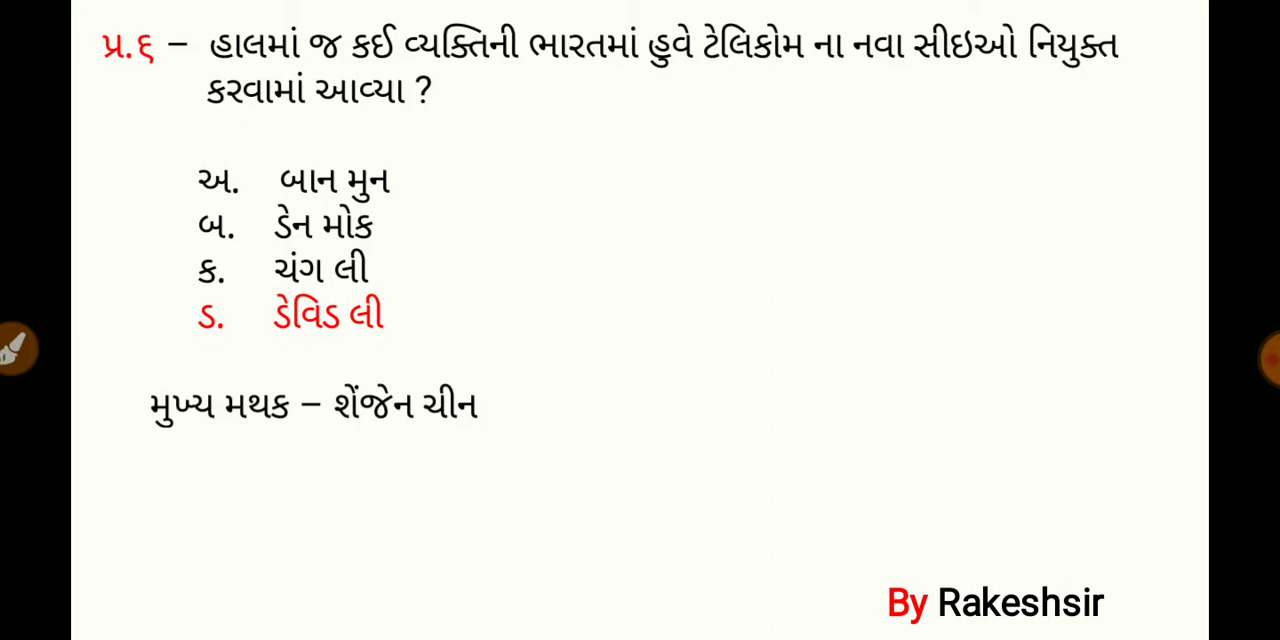 પ્ર.૬ – હાલમાં જ કઈ વ્યક્તિની ભારતમાં હુવે ટેલિકોમ ના નવા સીઇઓ નિયુક્ત
કરવામાં આવ્યા ?
અ. બાન મુન
બ. ડેન મોક
ક. ચંગ લી
ડ. ડેવિડ લી
મુખ્ય મથક – શેંજેન ચીન
By Rakeshsir